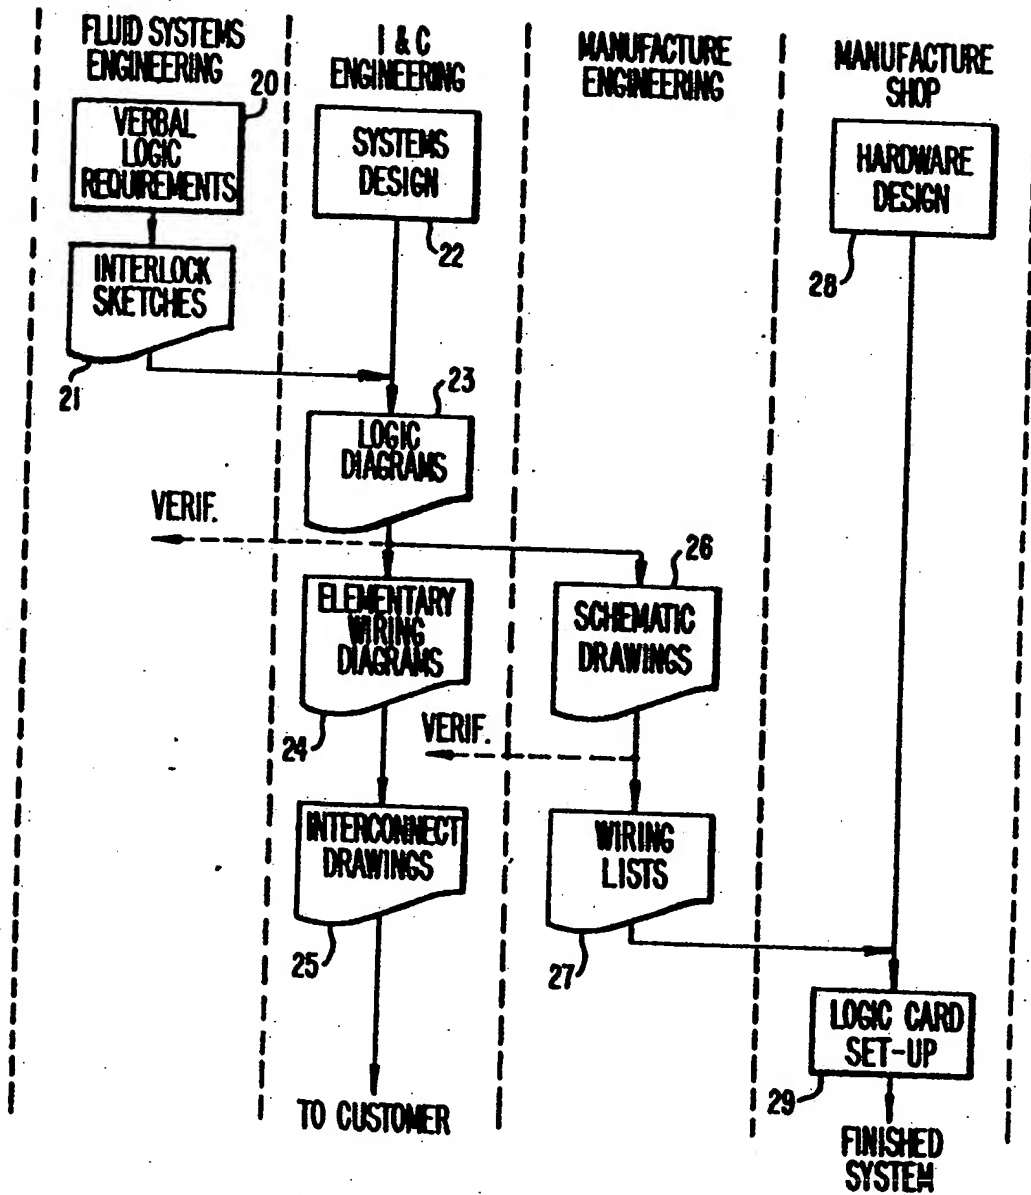 FLUID SYSTEMS
ENGINEERING
20
VERBAL
LOGIC
REQUIREMENTS
INTERLOCK
SKETCHES
21
I & C
ENGINEERING
SYSTEMS
DESIGN
22
23
LOGIC
DIAGRAMS
VERIF.
ELEMENTARY
WIRING
DIAGRAMS
24
INTERCONNECT
DRAWINGS
25
TO CUSTOMER
MANUFACTURE
ENGINEERING
26
SCHEMATIC
DRAWINGS
VERIF.
WIRING
LISTS
27
MANUFACTURE
SHOP
HARDWARE
DESIGN
28
LOGIC CARD
SET-UP
29
FINISHED
SYSTEM